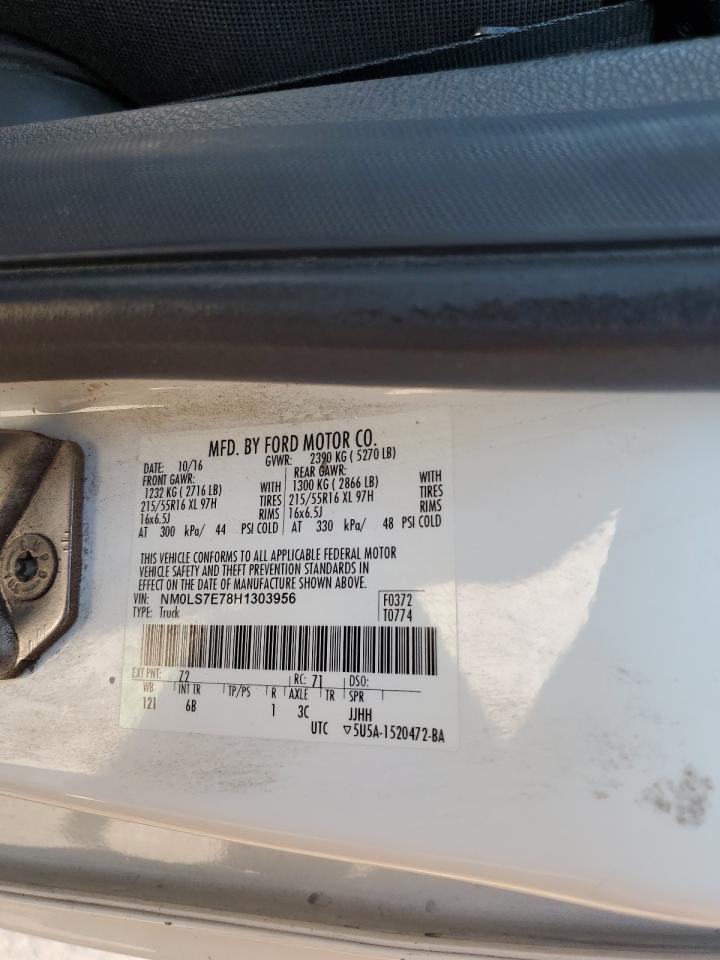 MFD. BY FORD MOTOR CO.
DATE: 10/16 GVWR: 2390 KG ( 5270 LB)
FRONT GAWR: REAR GAWR:
1232 KG ( 2716 LB) WITH 1300 KG ( 2866 LB) WITH
215/55R16 XL 97H TIRES 215/55R16 XL 97H TIRES
16x6.5J RIMS 16x6.5J RIMS
AT 300 kPa/ 44 PSI COLD AT 330 kPa/ 48 PSI COLD
THIS VEHICLE CONFORMS TO ALL APPLICABLE FEDERAL MOTOR
VEHICLE SAFETY AND THEFT PREVENTION STANDARDS IN
EFFECT ON THE DATE OF MANUFACTURE SHOWN ABOVE.
VIN: NM0LS7E78H1303956 F0372
TYPE: Truck T0774
EXT PNT: Z2 RC: 71 DSO:
WB INT TR TP/PS R AXLE TR SPR
121 6B 1 3C JJHH
UTC ▽5U5A-1520472-BA